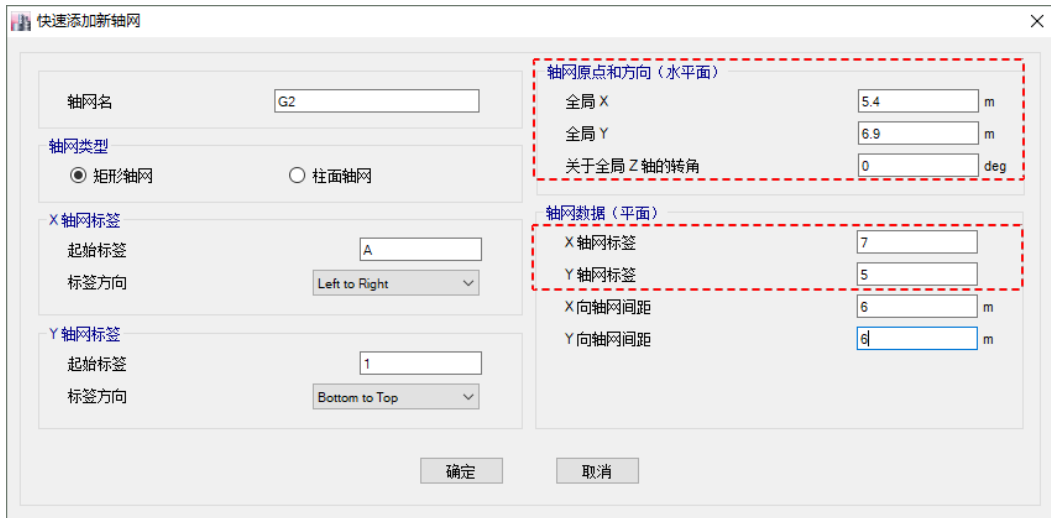 快速添加新轴网
轴网名 G2
轴网类型
矩形轴网 柱面轴网
X 轴网标签
起始标签 A
标签方向 Left to Right
Y 轴网标签
起始标签 1
标签方向 Bottom to Top
轴网原点和方向（水平面）
全局 X 5.4 m
全局 Y 6.9 m
关于全局 Z 轴的转角 0 deg
轴网数据（平面）
X 轴网标签 7
Y 轴网标签 5
X 向轴网间距 6 m
Y 向轴网间距 6 m
确定 取消